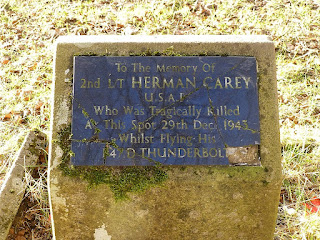 To The Memory Of
2nd LT HERMAN CAREY
U.S.A.F.
Who Was Tragically Killed
At This Spot 29th Dec. 1943
Whilst Flying His
P47D THUNDERBOLT